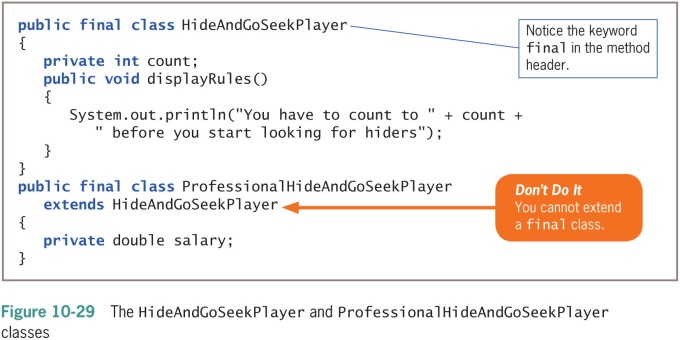 public final class HideAndGoSeekPlayer
{
   private int count;
   public void displayRules()
   {
      System.out.println("You have to count to " + count +
         " before you start looking for hiders");
   }
}
public final class ProfessionalHideAndGoSeekPlayer
   extends HideAndGoSeekPlayer
{
   private double salary;
}
Notice the keyword
final in the method
header.
Don't Do It
You cannot extend
a final class.
Figure 10-29 The HideAndGoSeekPlayer and ProfessionalHideAndGoSeekPlayer
classes